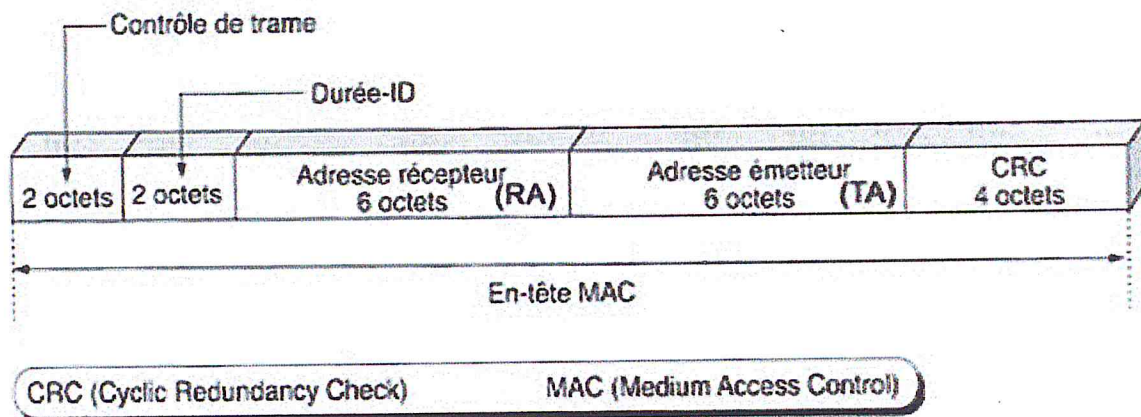 Contrôle de trame
Durée-ID
2 octets
2 octets
Adresse récepteur
6 octets (RA)
Adresse émetteur
6 octets (TA)
CRC
4 octets
En-tête MAC
CRC (Cyclic Redundancy Check) MAC (Medium Access Control)